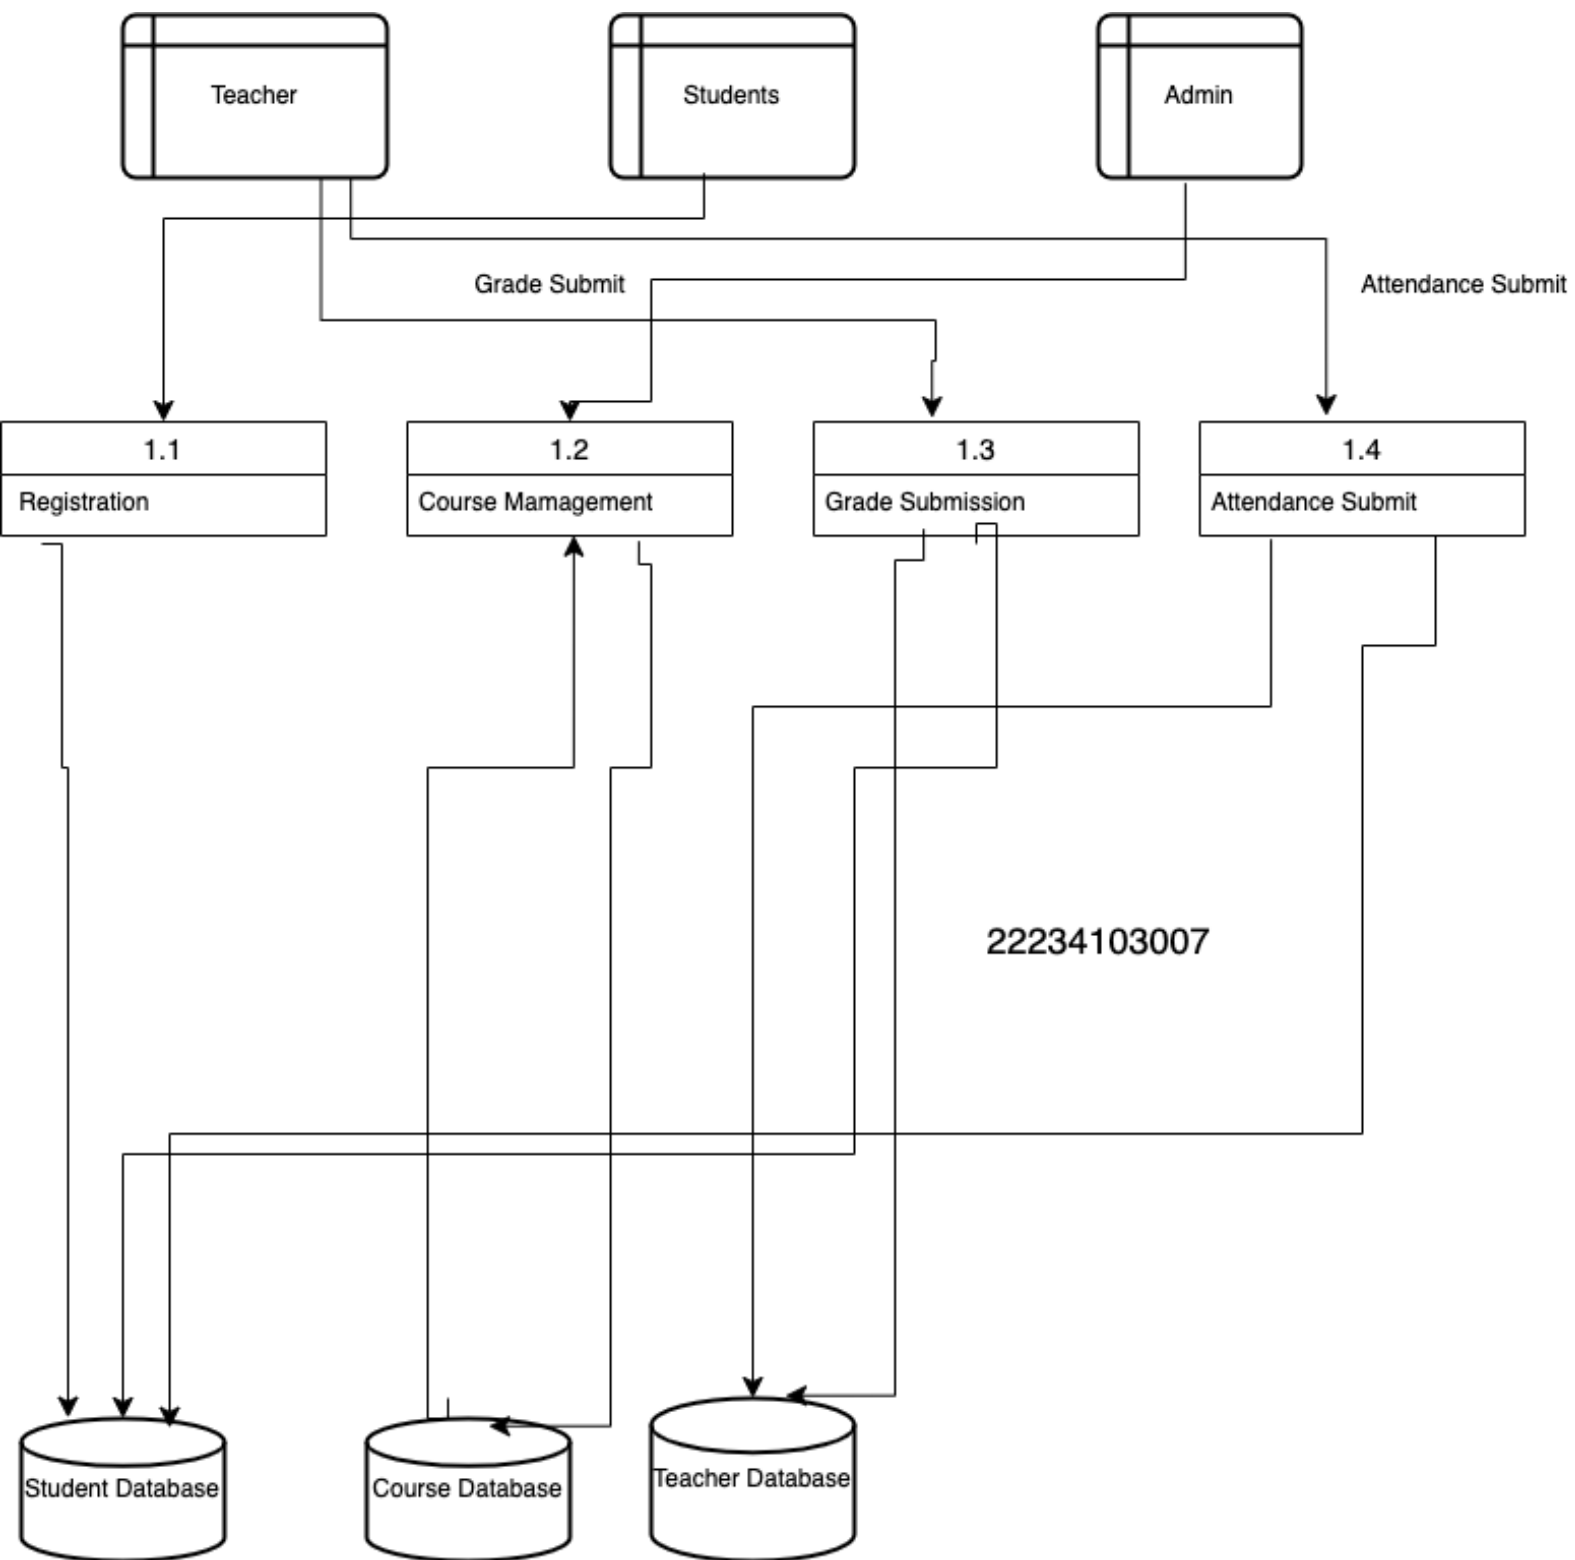 Teacher
Students
Admin
Grade Submit
Attendance Submit
1.1
1.2
1.3
1.4
Registration
Course Mamagement
Grade Submission
Attendance Submit
22234103007
Student Database
Course Database
Teacher Database